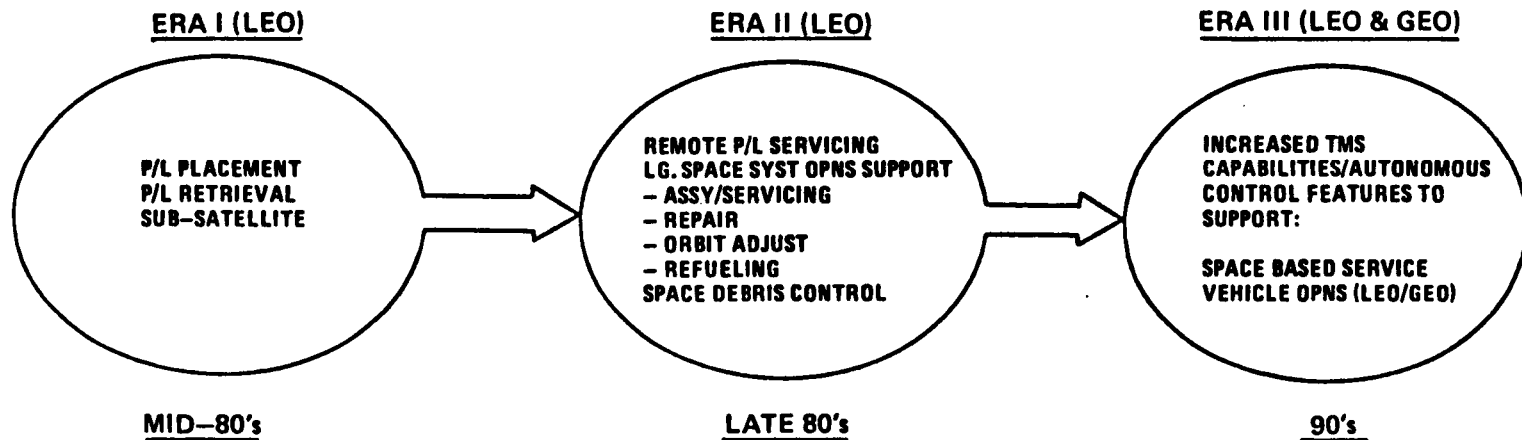 ERA I (LEO)
P/L PLACEMENT
P/L RETRIEVAL
SUB-SATELLITE
MID-80's
ERA II (LEO)
REMOTE P/L SERVICING
LG. SPACE SYST OPNS SUPPORT
- ASSY/SERVICING
- REPAIR
- ORBIT ADJUST
- REFUELING
SPACE DEBRIS CONTROL
LATE 80's
ERA III (LEO & GEO)
INCREASED TMS
CAPABILITIES/AUTONOMOUS
CONTROL FEATURES TO
SUPPORT:
SPACE BASED SERVICE
VEHICLE OPNS (LEO/GEO)
90's